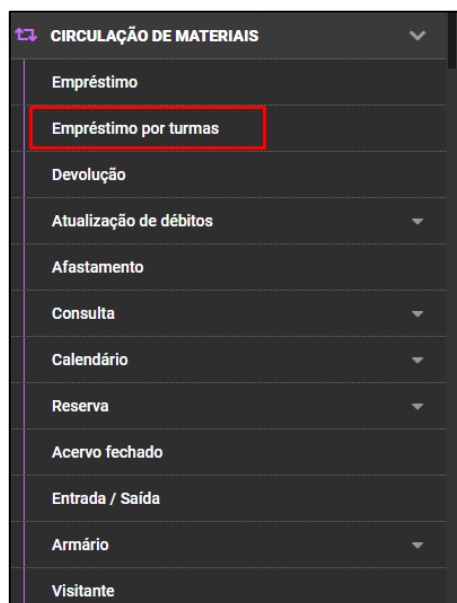 CIRCULAÇÃO DE MATERIAIS
Empréstimo
Empréstimo por turmas
Devolução
Atualização de débitos
Afastamento
Consulta
Calendário
Reserva
Acervo fechado
Entrada / Saída
Armário
Visitante